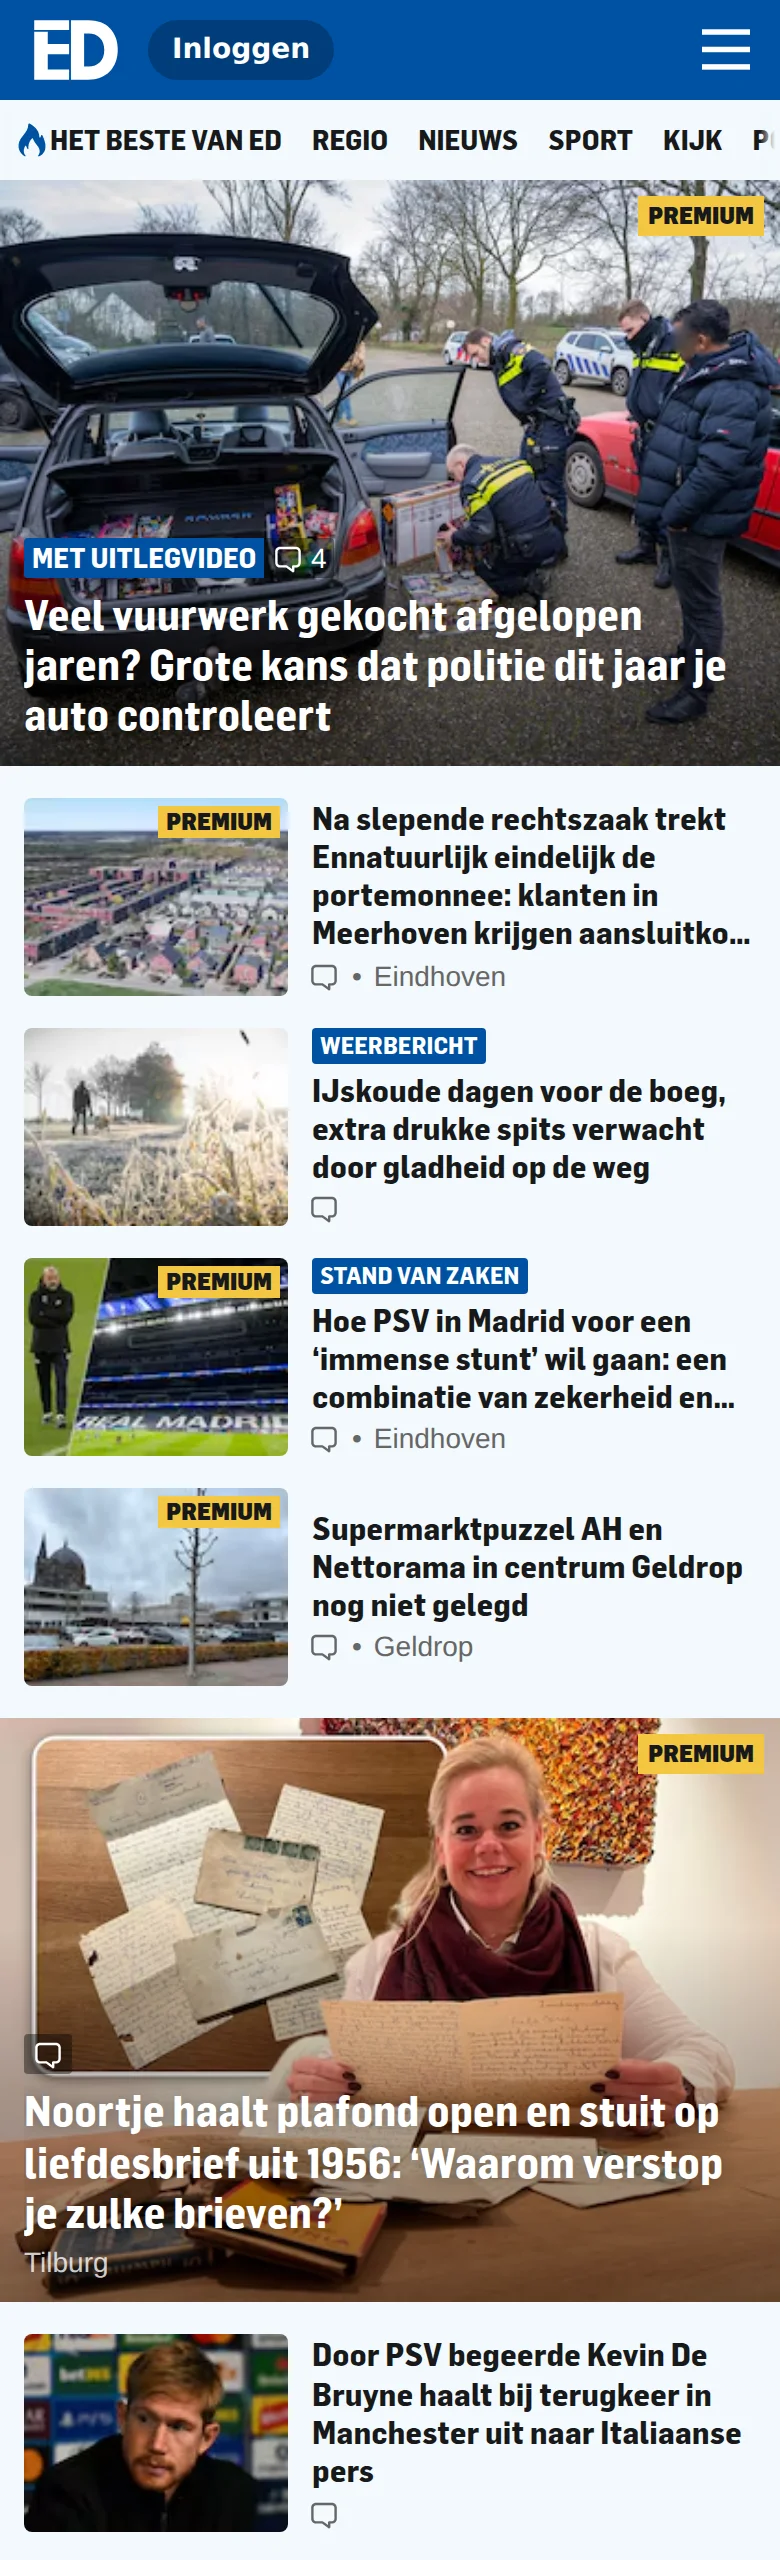 ED
Inloggen
HET BESTE VAN ED REGIO NIEUWS SPORT KIJK
PREMIUM
MET UITLEGVIDEO 4
Veel vuurwerk gekocht afgelopen
jaren? Grote kans dat politie dit jaar je
auto controleert
PREMIUM
Na slepende rechtszaak trekt
Ennatuurlijk eindelijk de
portemonnee: klanten in
Meerhoven krijgen aansluitko...
• Eindhoven
WEERBERICHT
IJskoude dagen voor de boeg,
extra drukke spits verwacht
door gladheid op de weg
PREMIUM
REAL MADRID
STAND VAN ZAKEN
Hoe PSV in Madrid voor een
‘immense stunt’ wil gaan: een
combinatie van zekerheid en...
• Eindhoven
PREMIUM
Supermarktpuzzel AH en
Nettorama in centrum Geldrop
nog niet gelegd
• Geldrop
PREMIUM
Noortje haalt plafond open en stuit op
liefdesbrief uit 1956: ‘Waarom verstop
je zulke brieven?’
Tilburg
bet365
Door PSV begeerde Kevin De
Bruyne haalt bij terugkeer in
Manchester uit naar Italiaanse
pers